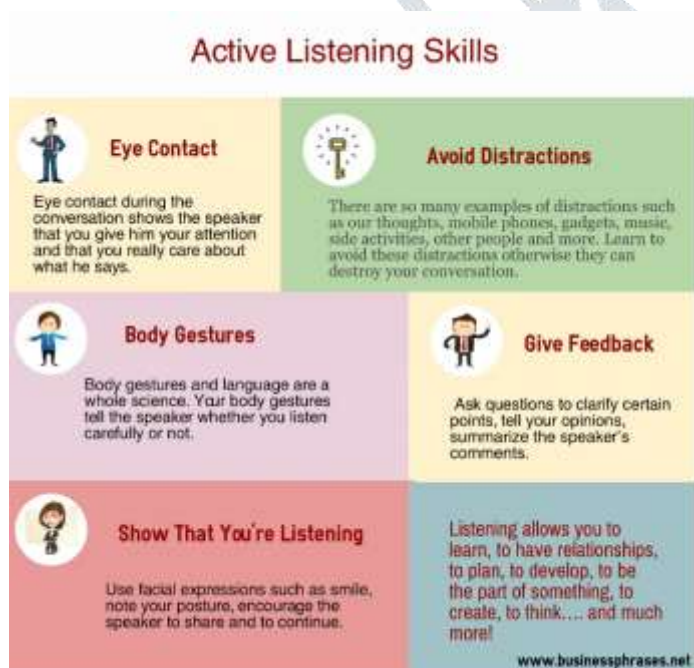 Active Listening Skills
Eye Contact
Eye contact during the
conversation shows the speaker
that you give him your attention
and that you really care about
what he says.
Avoid Distractions
There are so many examples of distractions such
as our thoughts, mobile phones, gadgets, music,
side activities, other people and more. Learn to
avoid these distractions otherwise they can
destroy your conversation.
Body Gestures
Body gestures and language are a
whole science. Your body gestures
tell the speaker whether you listen
carefully or not.
Give Feedback
Ask questions to clarify certain
points, tell your opinions,
summarize the speaker's
comments.
Show That You're Listening
Use facial expressions such as smile,
note your posture, encourage the
speaker to share and to continue.
Listening allows you to
learn, to have relationships,
to plan, to develop, to be
the part of something, to
create, to think.... and much
more!
www.businessphrases.net